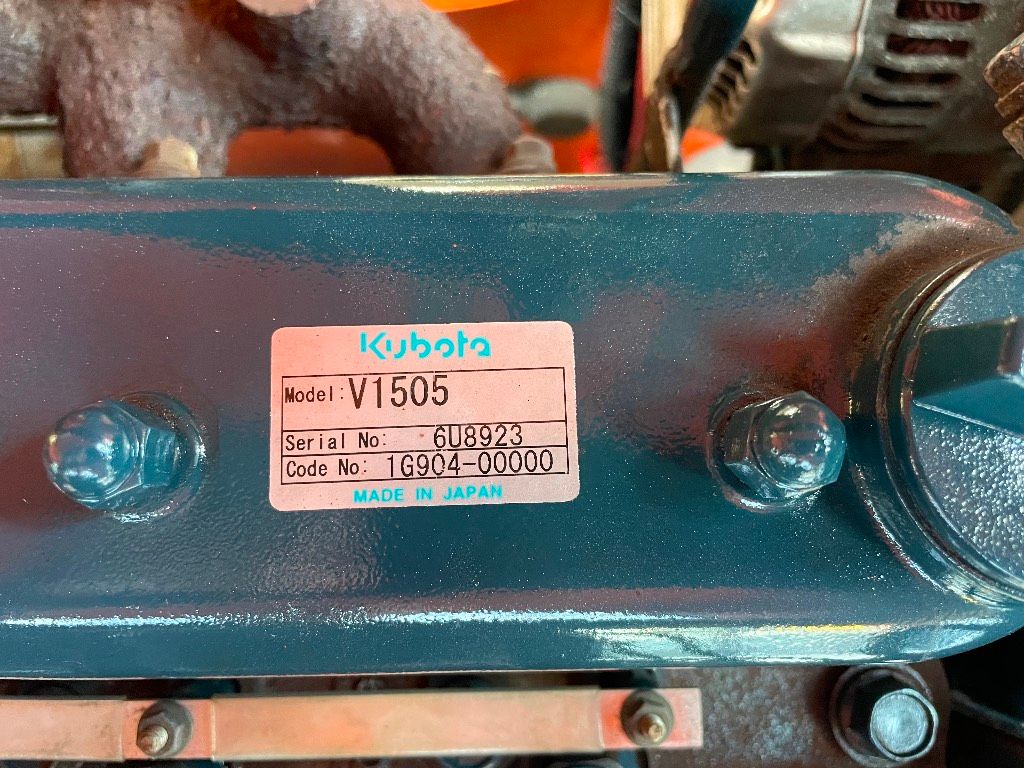 Kubota
Model: V1505
Serial No: 6U8923
Code No: 1G904-00000
MADE IN JAPAN